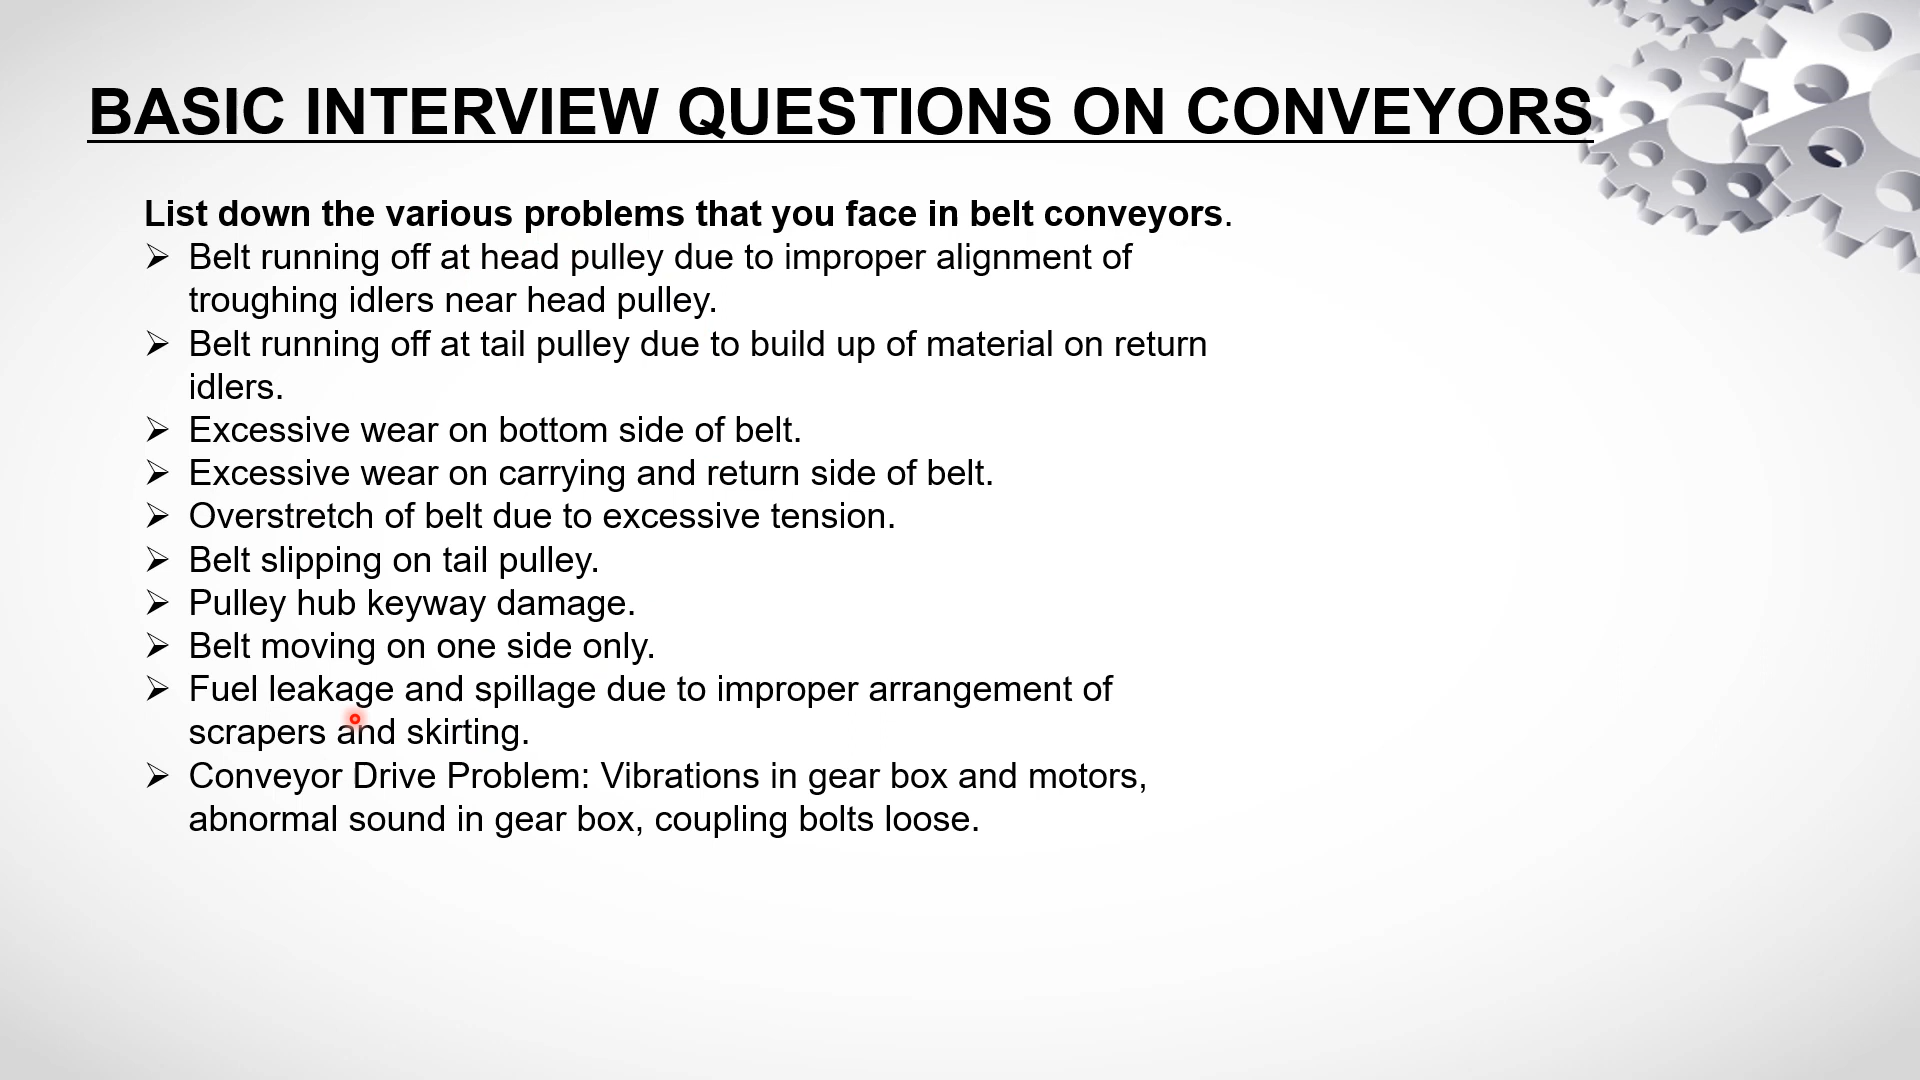 BASIC INTERVIEW QUESTIONS ON CONVEYORS
List down the various problems that you face in belt conveyors.
➢ Belt running off at head pulley due to improper alignment of
troughing idlers near head pulley.
➢ Belt running off at tail pulley due to build up of material on return
idlers.
➢ Excessive wear on bottom side of belt.
➢ Excessive wear on carrying and return side of belt.
➢ Overstretch of belt due to excessive tension.
➢ Belt slipping on tail pulley.
➢ Pulley hub keyway damage.
➢ Belt moving on one side only.
➢ Fuel leakage and spillage due to improper arrangement of
scrapers and skirting.
➢ Conveyor Drive Problem: Vibrations in gear box and motors,
abnormal sound in gear box, coupling bolts loose.